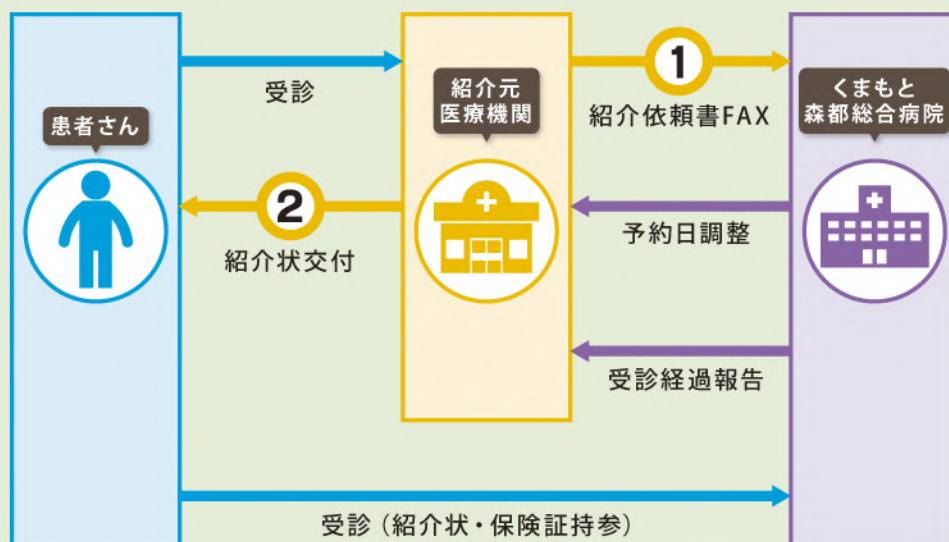 受診
1
紹介依頼書FAX
患者さん
紹介元
医療機関
くまもと
森都総合病院
2
紹介状交付
予約日調整
受診経過報告
受診（紹介状・保険証持参）